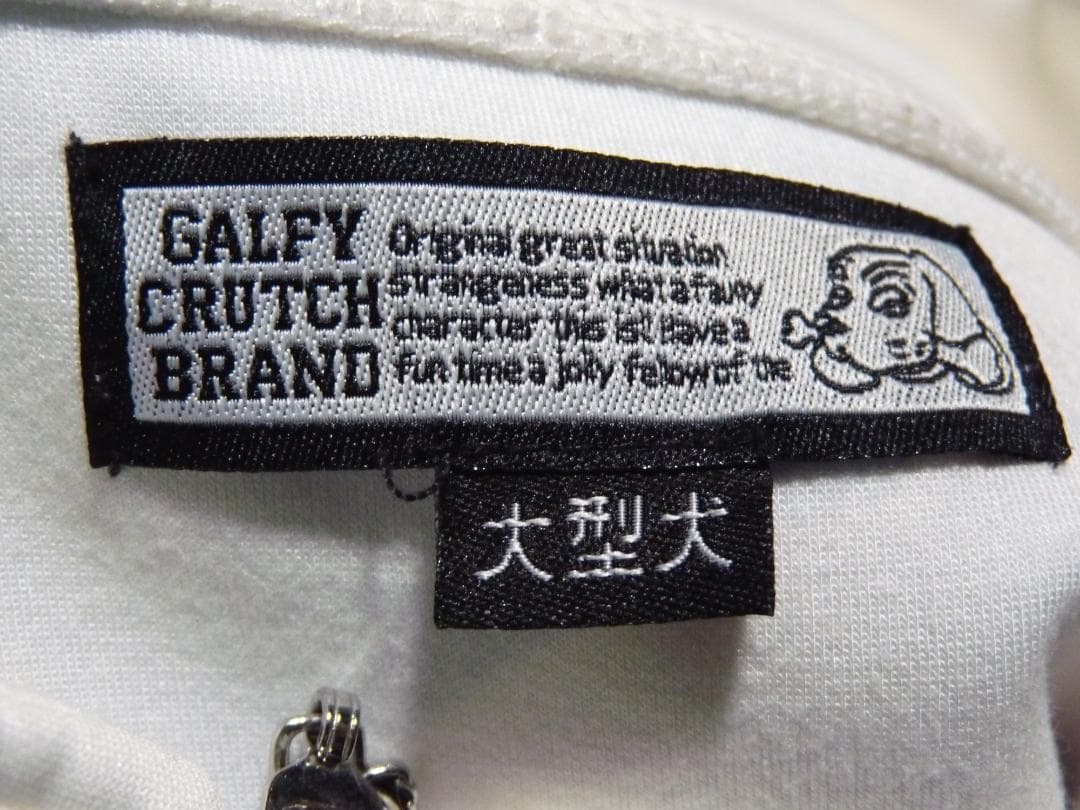 GALFY
CRUTCH
BRAND
Original great situation
strangeness what a funny
character this is! Have a
Fun time a jolly fellow of the
大型犬